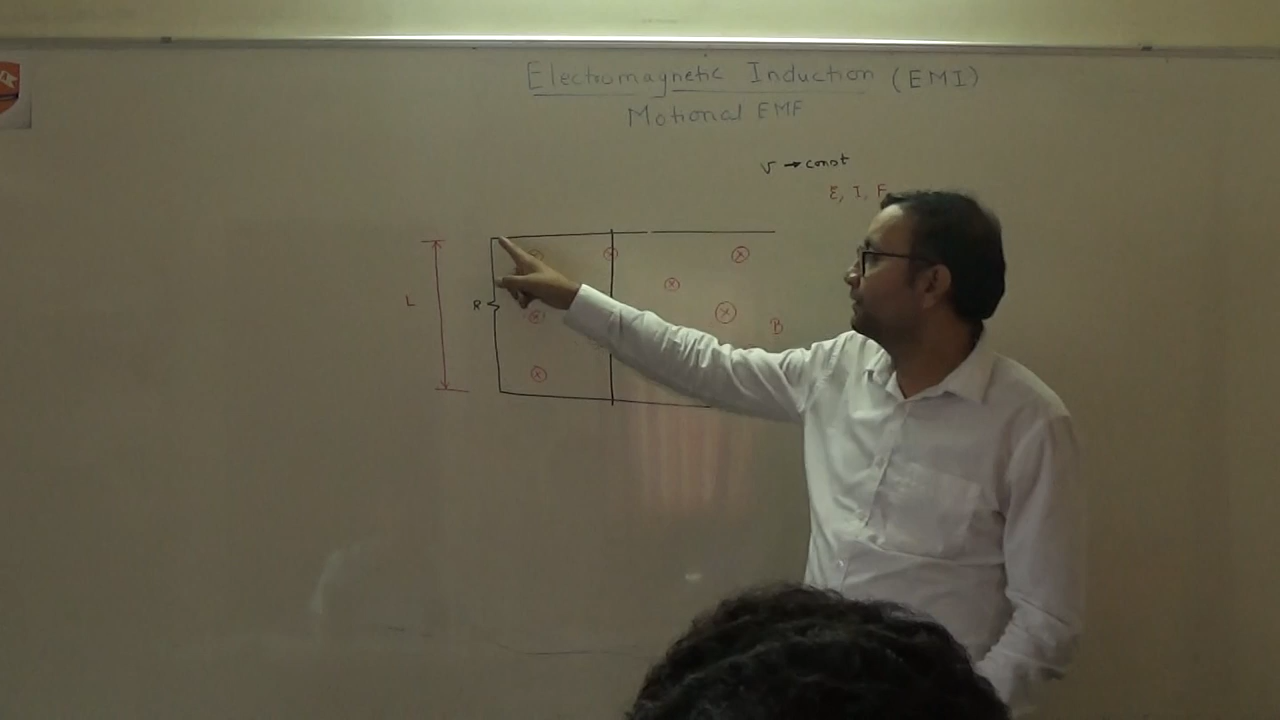 Electromagnetic Induction (EMI)
Motional EMF
v → const
ε, I, F
L
R
B